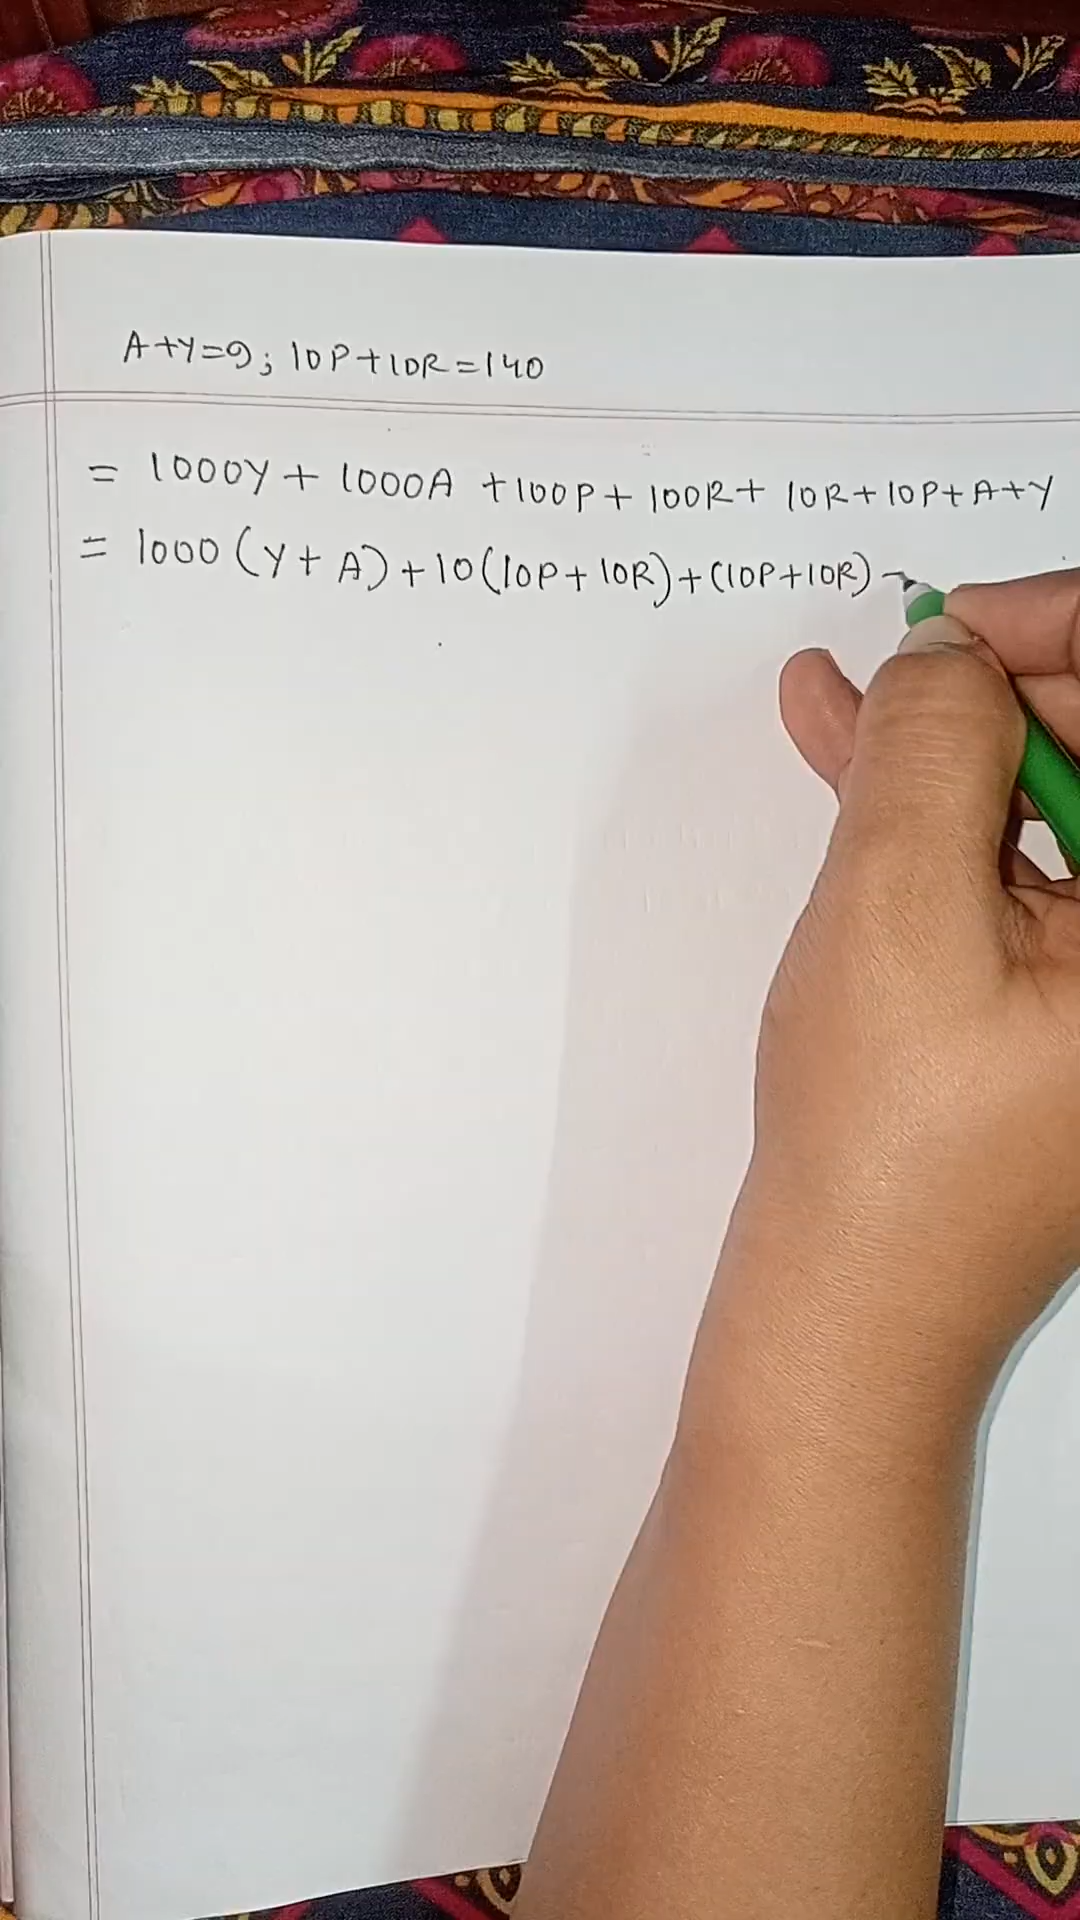 A+Y=9; 10P+10R=140
= 1000Y + 1000A +100P+ 100R+ 10R+10P+A+Y
= 1000 (Y+ A) +10(10P+ 10R)+(10P+10R) -